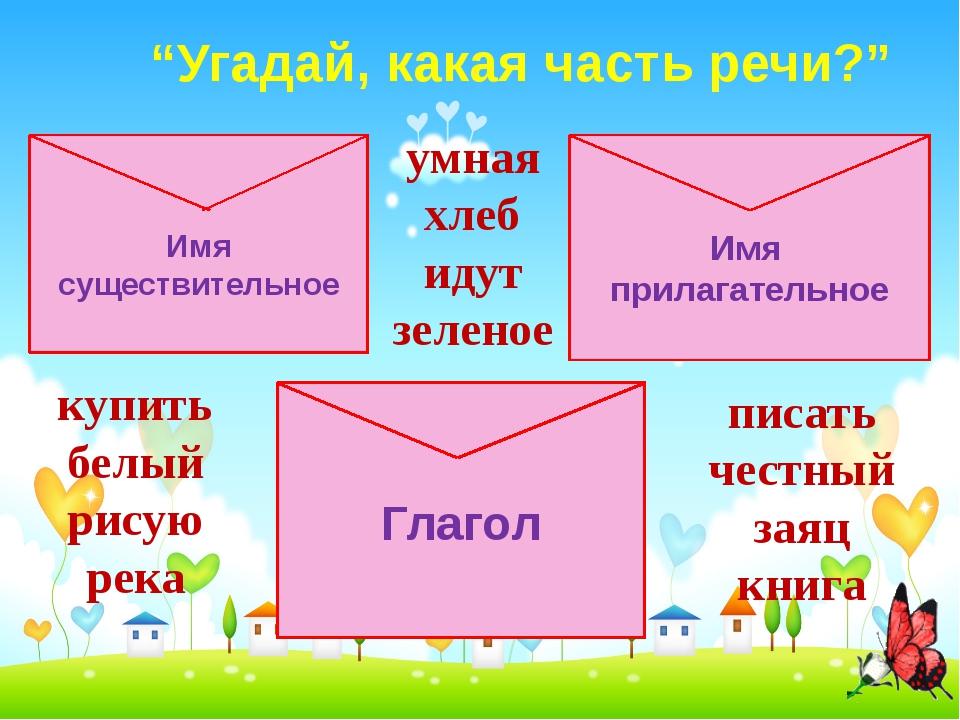 “Угадай, какая часть речи?”
Имя
существительное
умная
хлеб
идут
зеленое
Имя
прилагательное
купить
белый
рисую
река
Глагол
писать
честный
заяц
книга